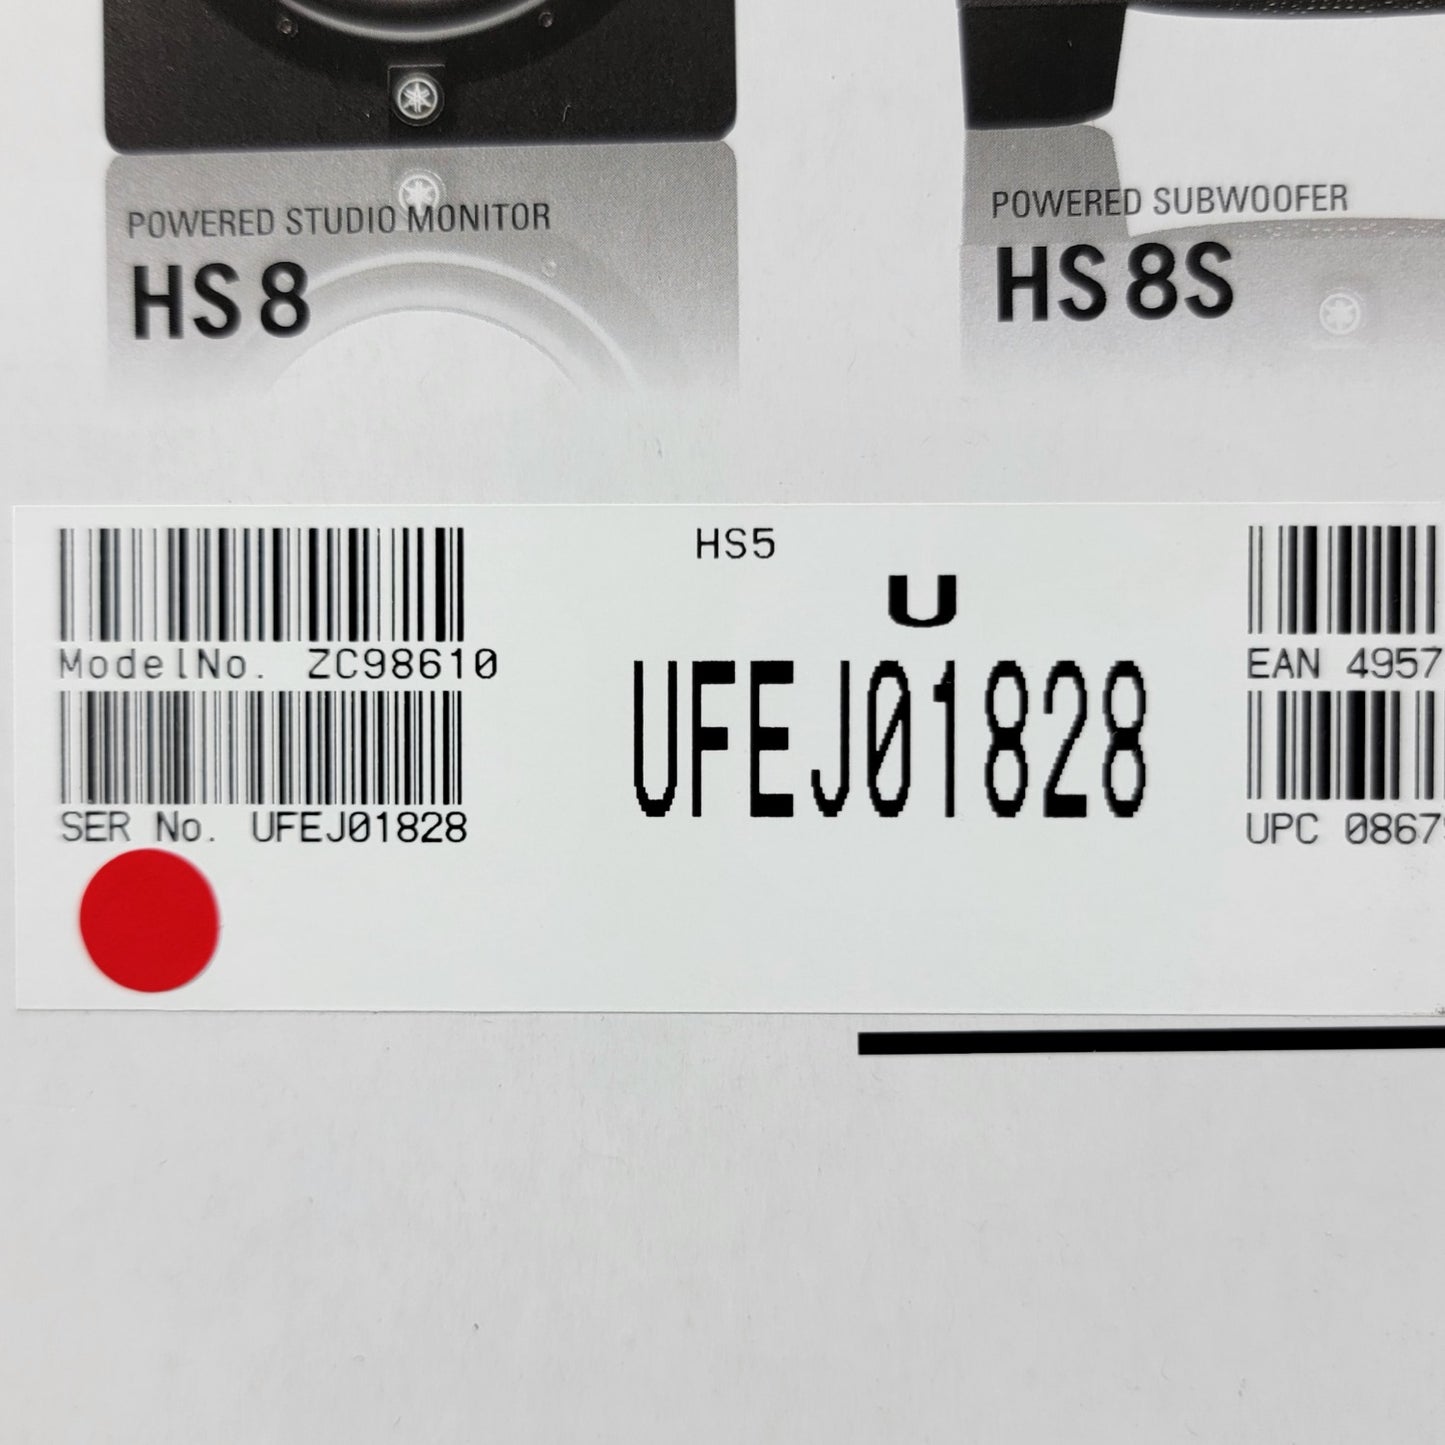 POWERED STUDIO MONITOR
HS 8
POWERED SUBWOOFER
HS 8S
ModelNo. ZC98610
SER No. UFEJ01828
HS5
U
UFEJ01828
EAN 4957
UPC 0867